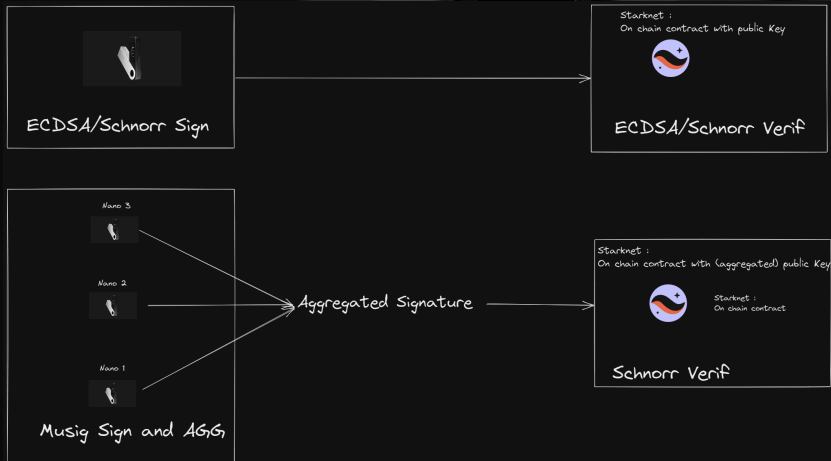 Starknet :
On chain contract with public Key
ECDSA/Schnorr Sign
ECDSA/Schnorr Verif
Nano 3
Nano 2
Nano 1
Musig Sign and AGG
Aggregated Signature
Starknet :
On chain contract with (aggregated) public Key
Starknet :
On chain contract
Schnorr Verif